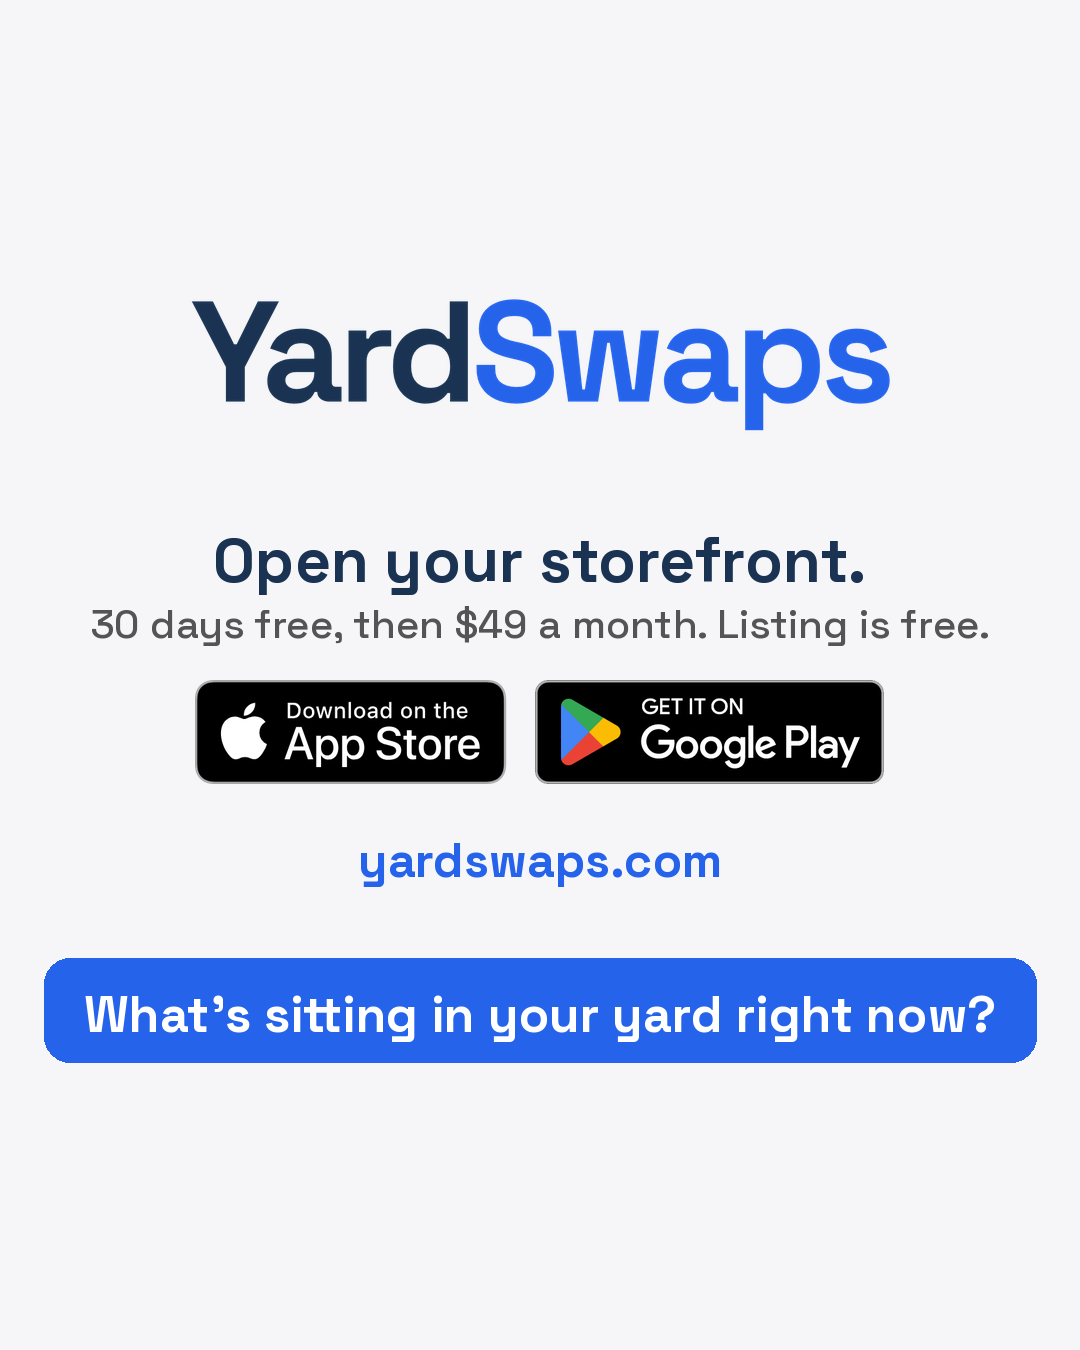 YardSwaps
Open your storefront.
30 days free, then $49 a month. Listing is free.
Download on the
App Store
GET IT ON
Google Play
yardswaps.com
What’s sitting in your yard right now?